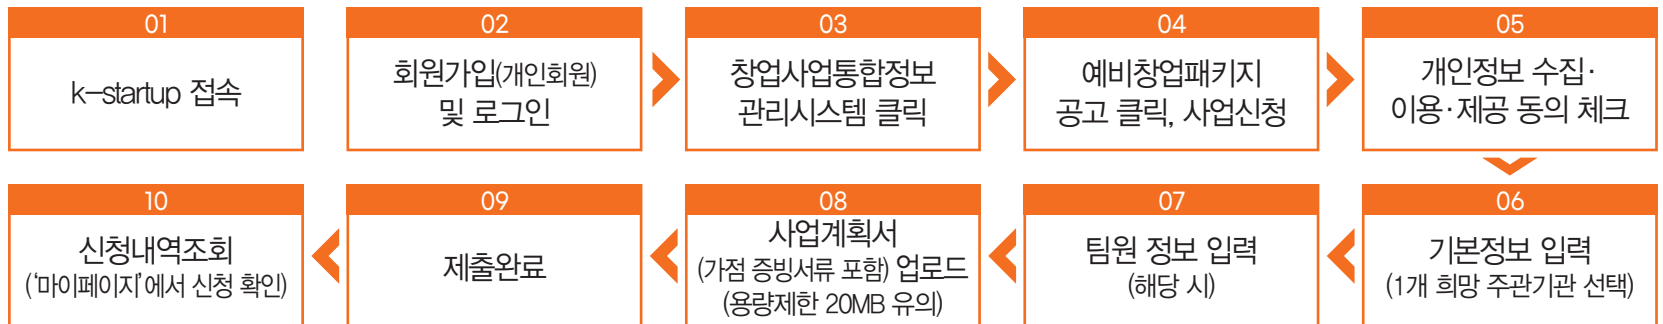 01
k-startup 접속
02
회원가입(개인회원)
및 로그인
03
창업사업통합정보
관리시스템 클릭
04
예비창업패키지
공고 클릭, 사업신청
05
개인정보 수집·
이용·제공 동의 체크
06
기본정보 입력
(1개 희망 주관기관 선택)
07
팀원 정보 입력
(해당 시)
08
사업계획서
(가점 증빙서류 포함) 업로드
(용량제한 20MB 유의)
09
제출완료
10
신청내역조회
(‘마이페이지’에서 신청 확인)